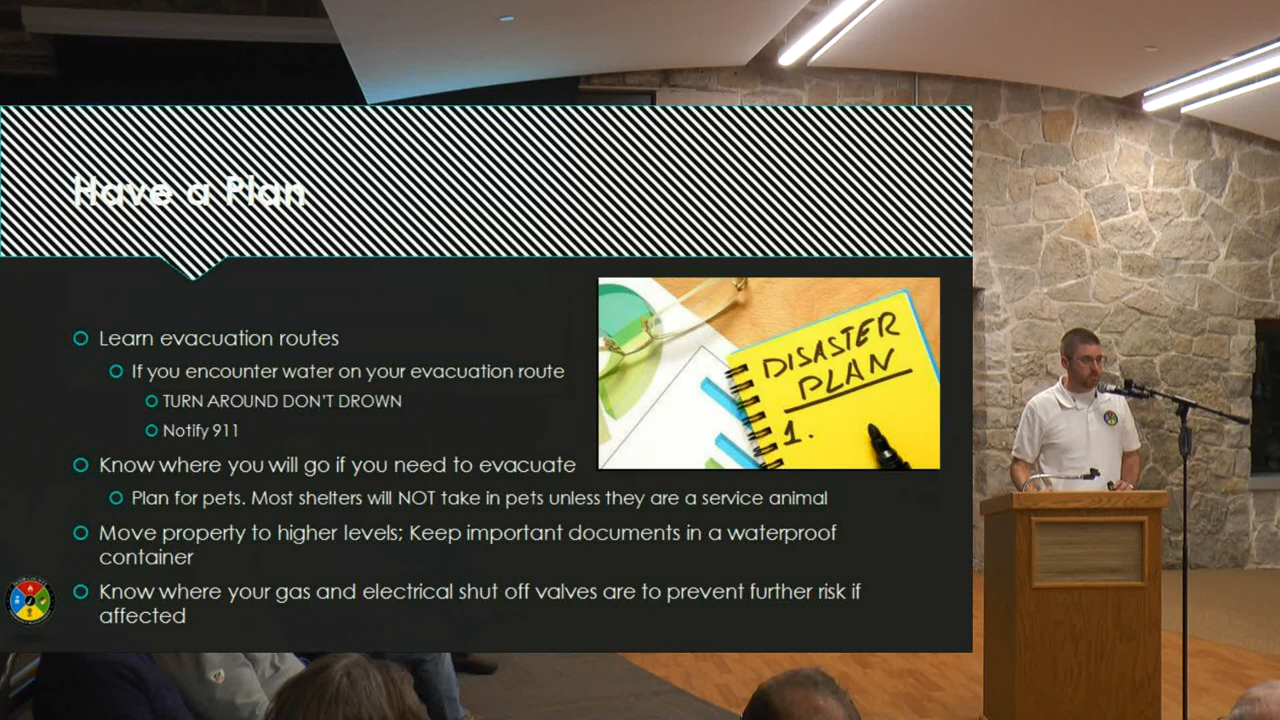 Have a Plan
Learn evacuation routes
If you encounter water on your evacuation route
TURN AROUND DON'T DROWN
Notify 911
Know where you will go if you need to evacuate
Plan for pets. Most shelters will NOT take in pets unless they are a service animal
Move property to higher levels; Keep important documents in a waterproof
container
Know where your gas and electrical shut off valves are to prevent further risk if
affected
DISASTER
PLAN
1.